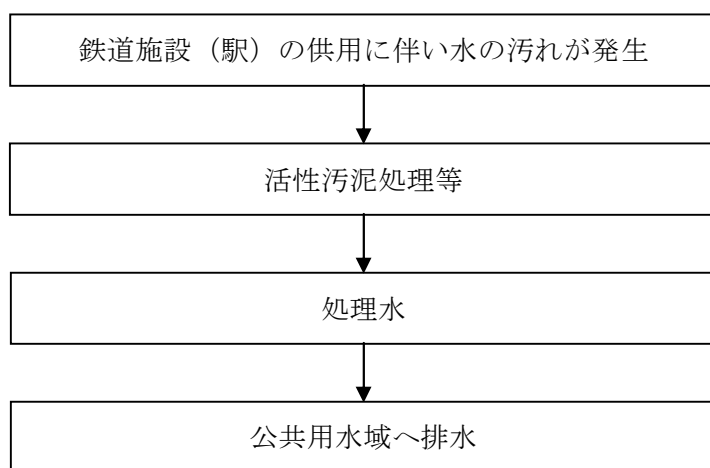 鉄道施設（駅）の供用に伴い水の汚れが発生
活性汚泥処理等
処理水
公共用水域へ排水